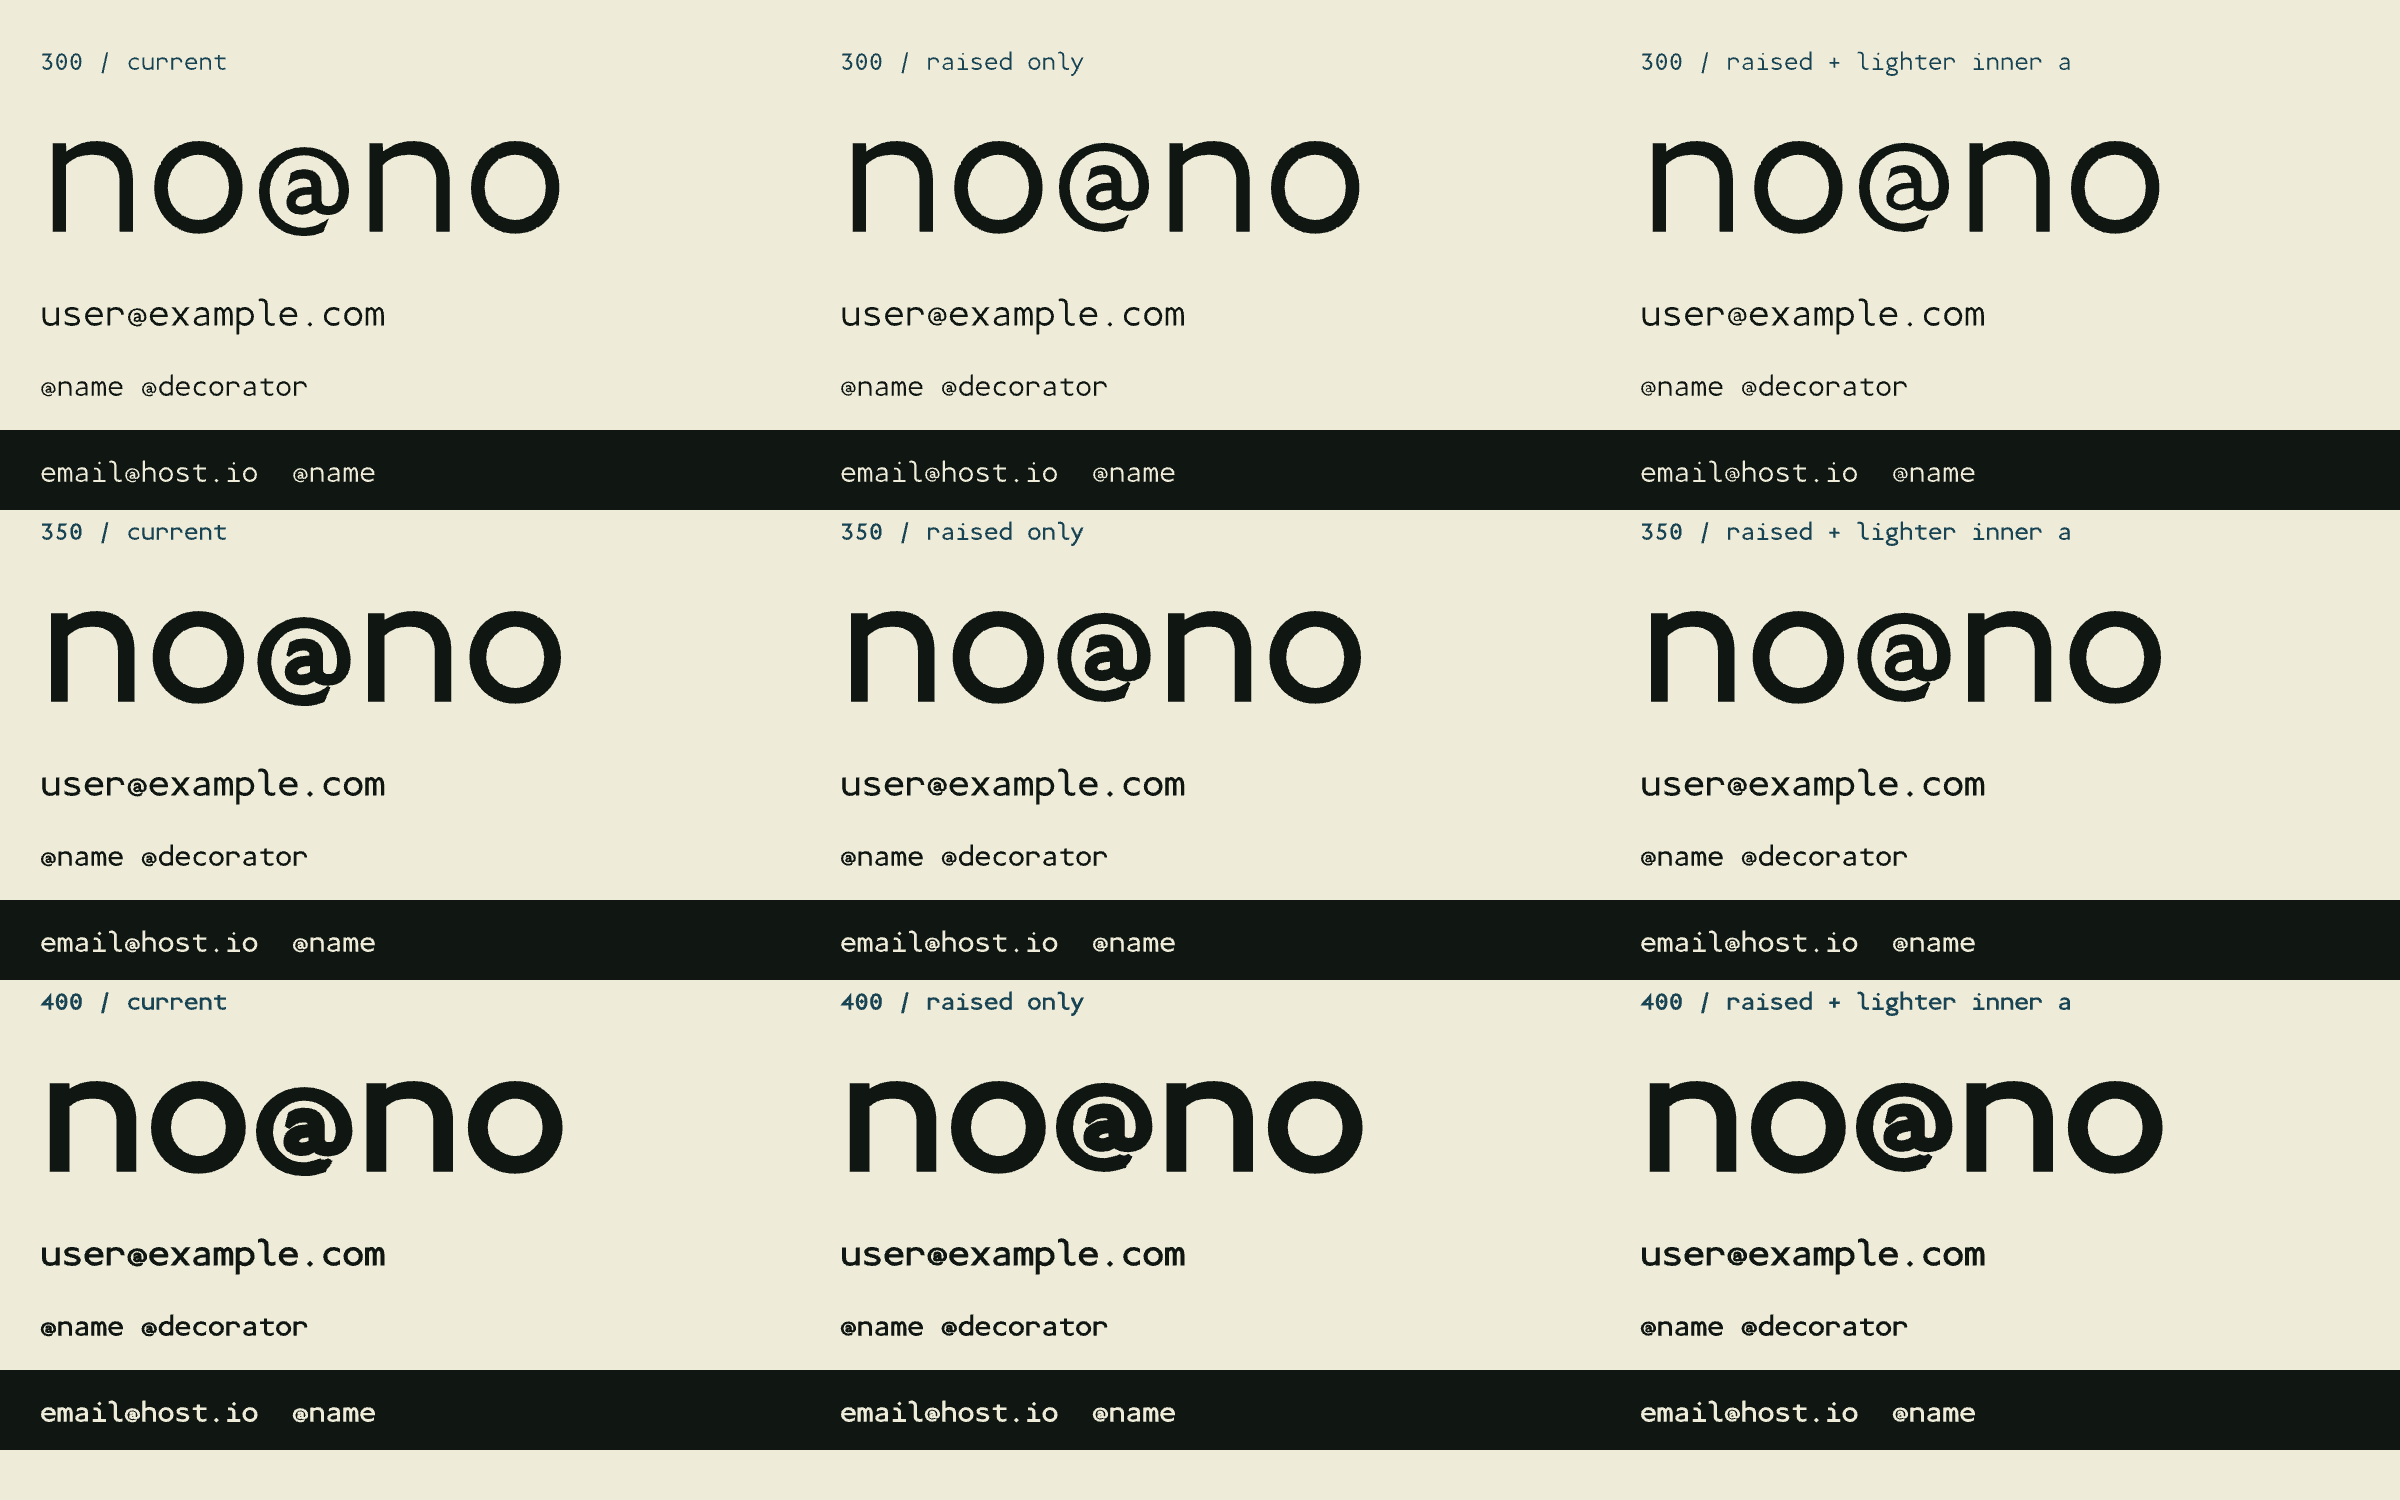 300 / current
300 / raised only
300 / raised + lighter inner a
no@no
no@no
no@no
user@example.com
user@example.com
user@example.com
@name @decorator
@name @decorator
@name @decorator
email@host.io  @name
email@host.io  @name
email@host.io  @name
350 / current
350 / raised only
350 / raised + lighter inner a
no@no
no@no
no@no
user@example.com
user@example.com
user@example.com
@name @decorator
@name @decorator
@name @decorator
email@host.io  @name
email@host.io  @name
email@host.io  @name
400 / current
400 / raised only
400 / raised + lighter inner a
no@no
no@no
no@no
user@example.com
user@example.com
user@example.com
@name @decorator
@name @decorator
@name @decorator
email@host.io  @name
email@host.io  @name
email@host.io  @name